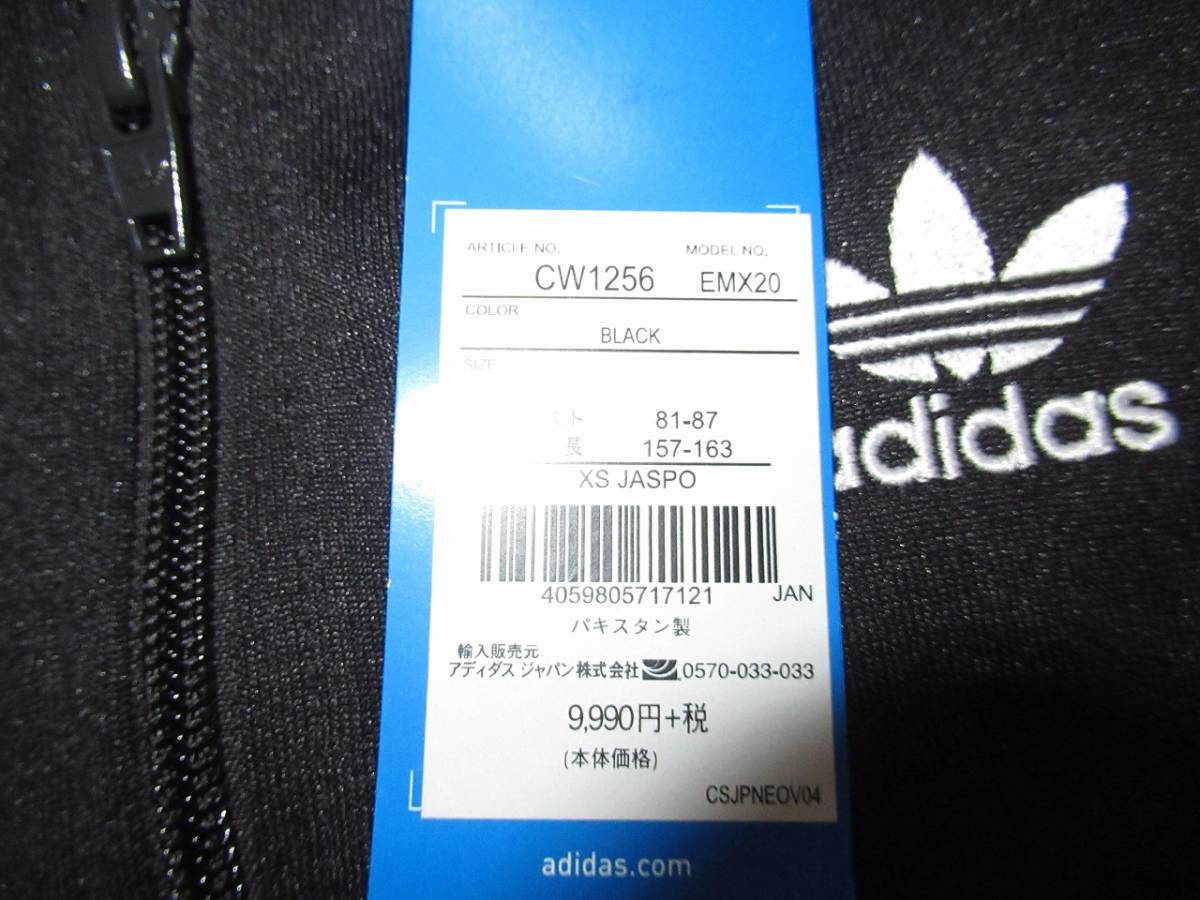 ARTICLE NO. MODEL NO.
CW1256 EMX20
COLOR
BLACK
SIZE
ト 81-87
長 157-163
XS JASPO
4059805717121 JAN
パキスタン製
輸入販売元
アディダス ジャパン株式会社 0570-033-033
9,990円+税
(本体価格)
CSJPNEOV04
adidas.com
adidas